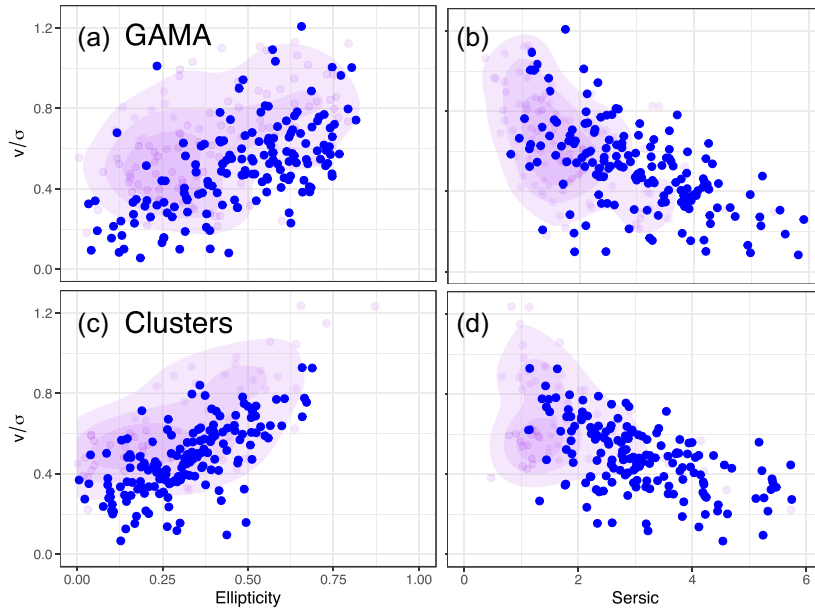 (a) GAMA
(b)
1.2
0.8
v/σ
0.4
0.0
(c) Clusters
(d)
1.2
0.8
v/σ
0.4
0.0
0.00 0.25 0.50 0.75 1.00
0 2 4 6
Ellipticity
Sersic